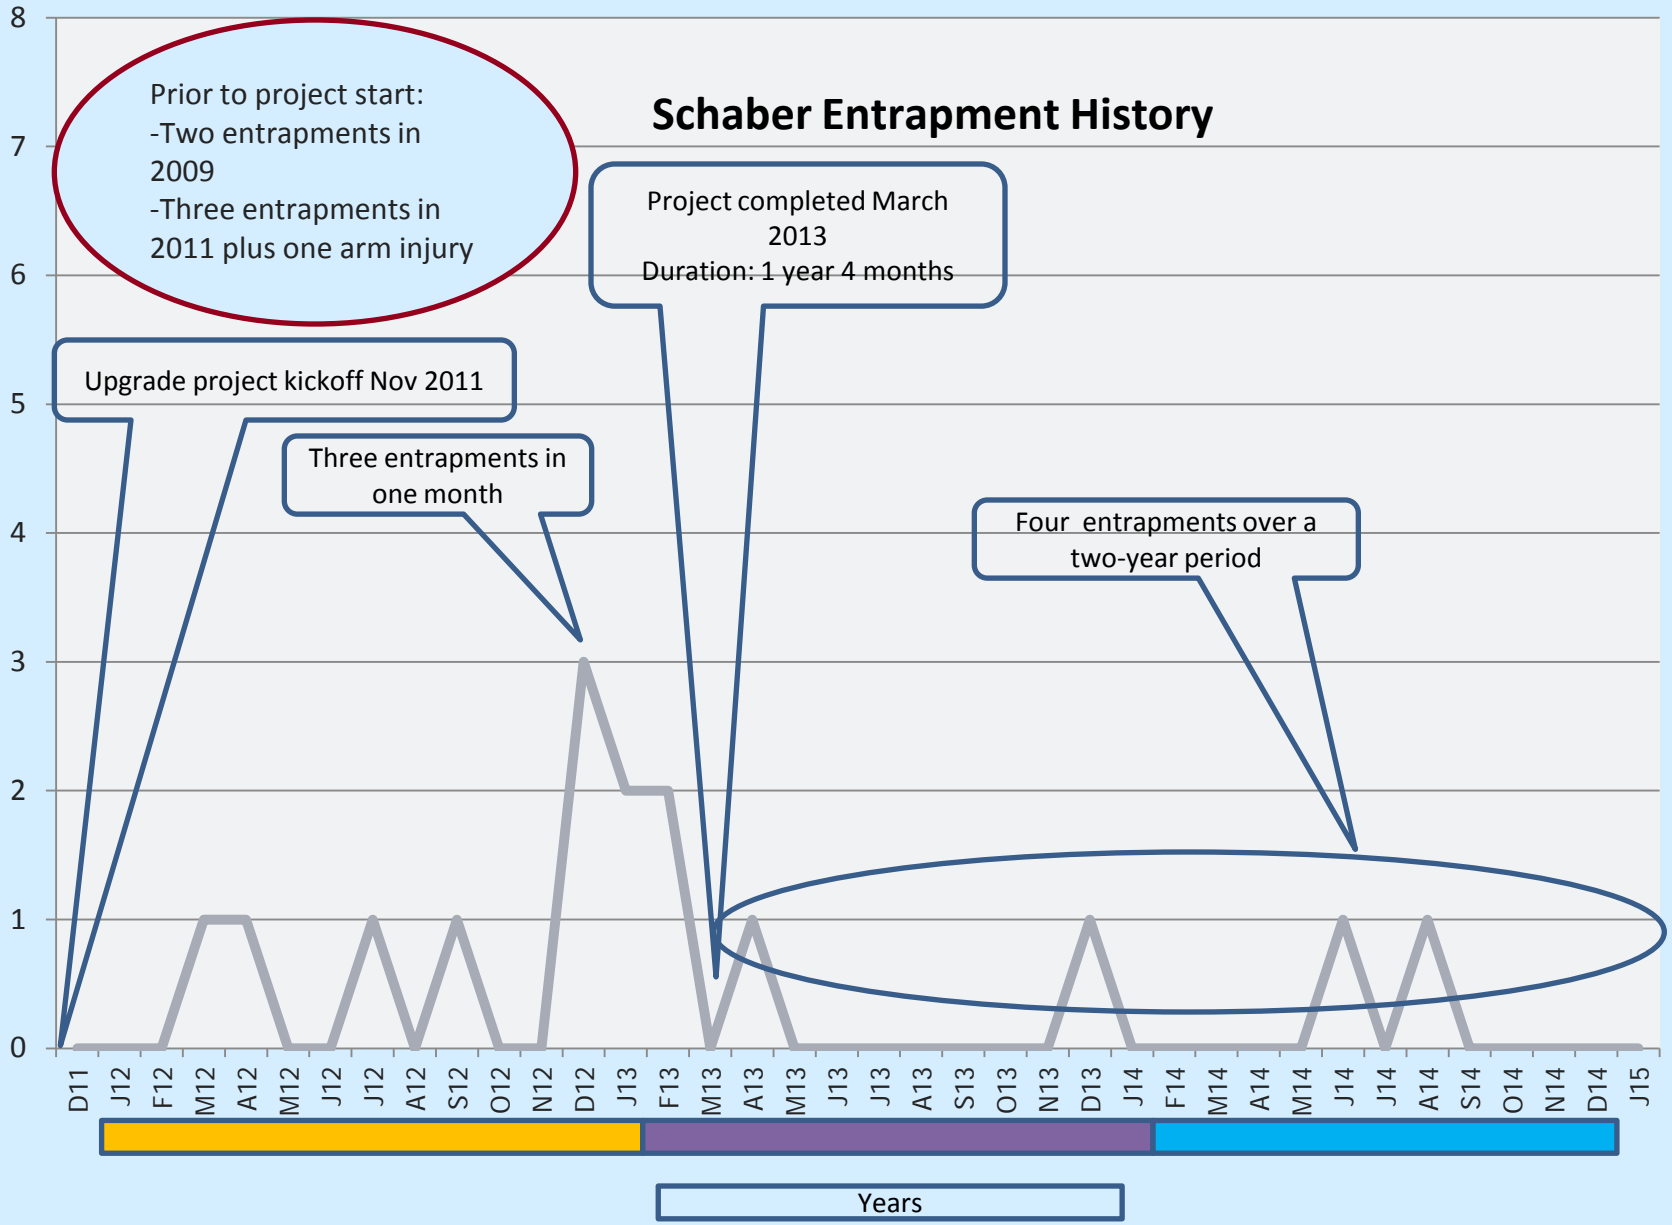 Schaber Entrapment History
Prior to project start:
-Two entrapments in
2009
-Three entrapments in
2011 plus one arm injury
Project completed March
2013
Duration: 1 year 4 months
Upgrade project kickoff Nov 2011
Three entrapments in
one month
Four  entrapments over a
two-year period
8
7
6
5
4
3
2
1
0
D11
J12
F12
M12
A12
M12
J12
J12
A12
S12
O12
N12
D12
J13
F13
M13
A13
M13
J13
J13
A13
S13
O13
N13
D13
J14
F14
M14
A14
M14
J14
J14
A14
S14
O14
N14
D14
J15
Years